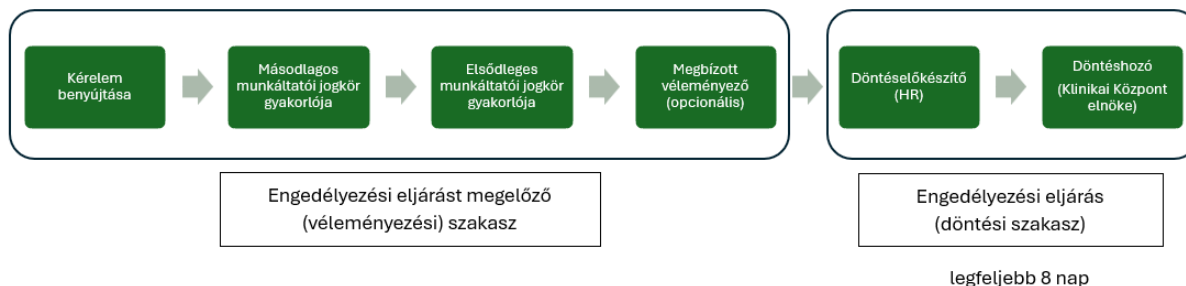 Kérelem
benyújtása
Másodlagos
munkáltatói jogkör
gyakorlója
Elsődleges
munkáltatói jogkör
gyakorlója
Megbízott
véleményező
(opcionális)
Döntéselőkészítő
(HR)
Döntéshozó
(Klinikai Központ
elnöke)
Engedélyezési eljárást megelőző
(véleményezési) szakasz
Engedélyezési eljárás
(döntési szakasz)
legfeljebb 8 nap